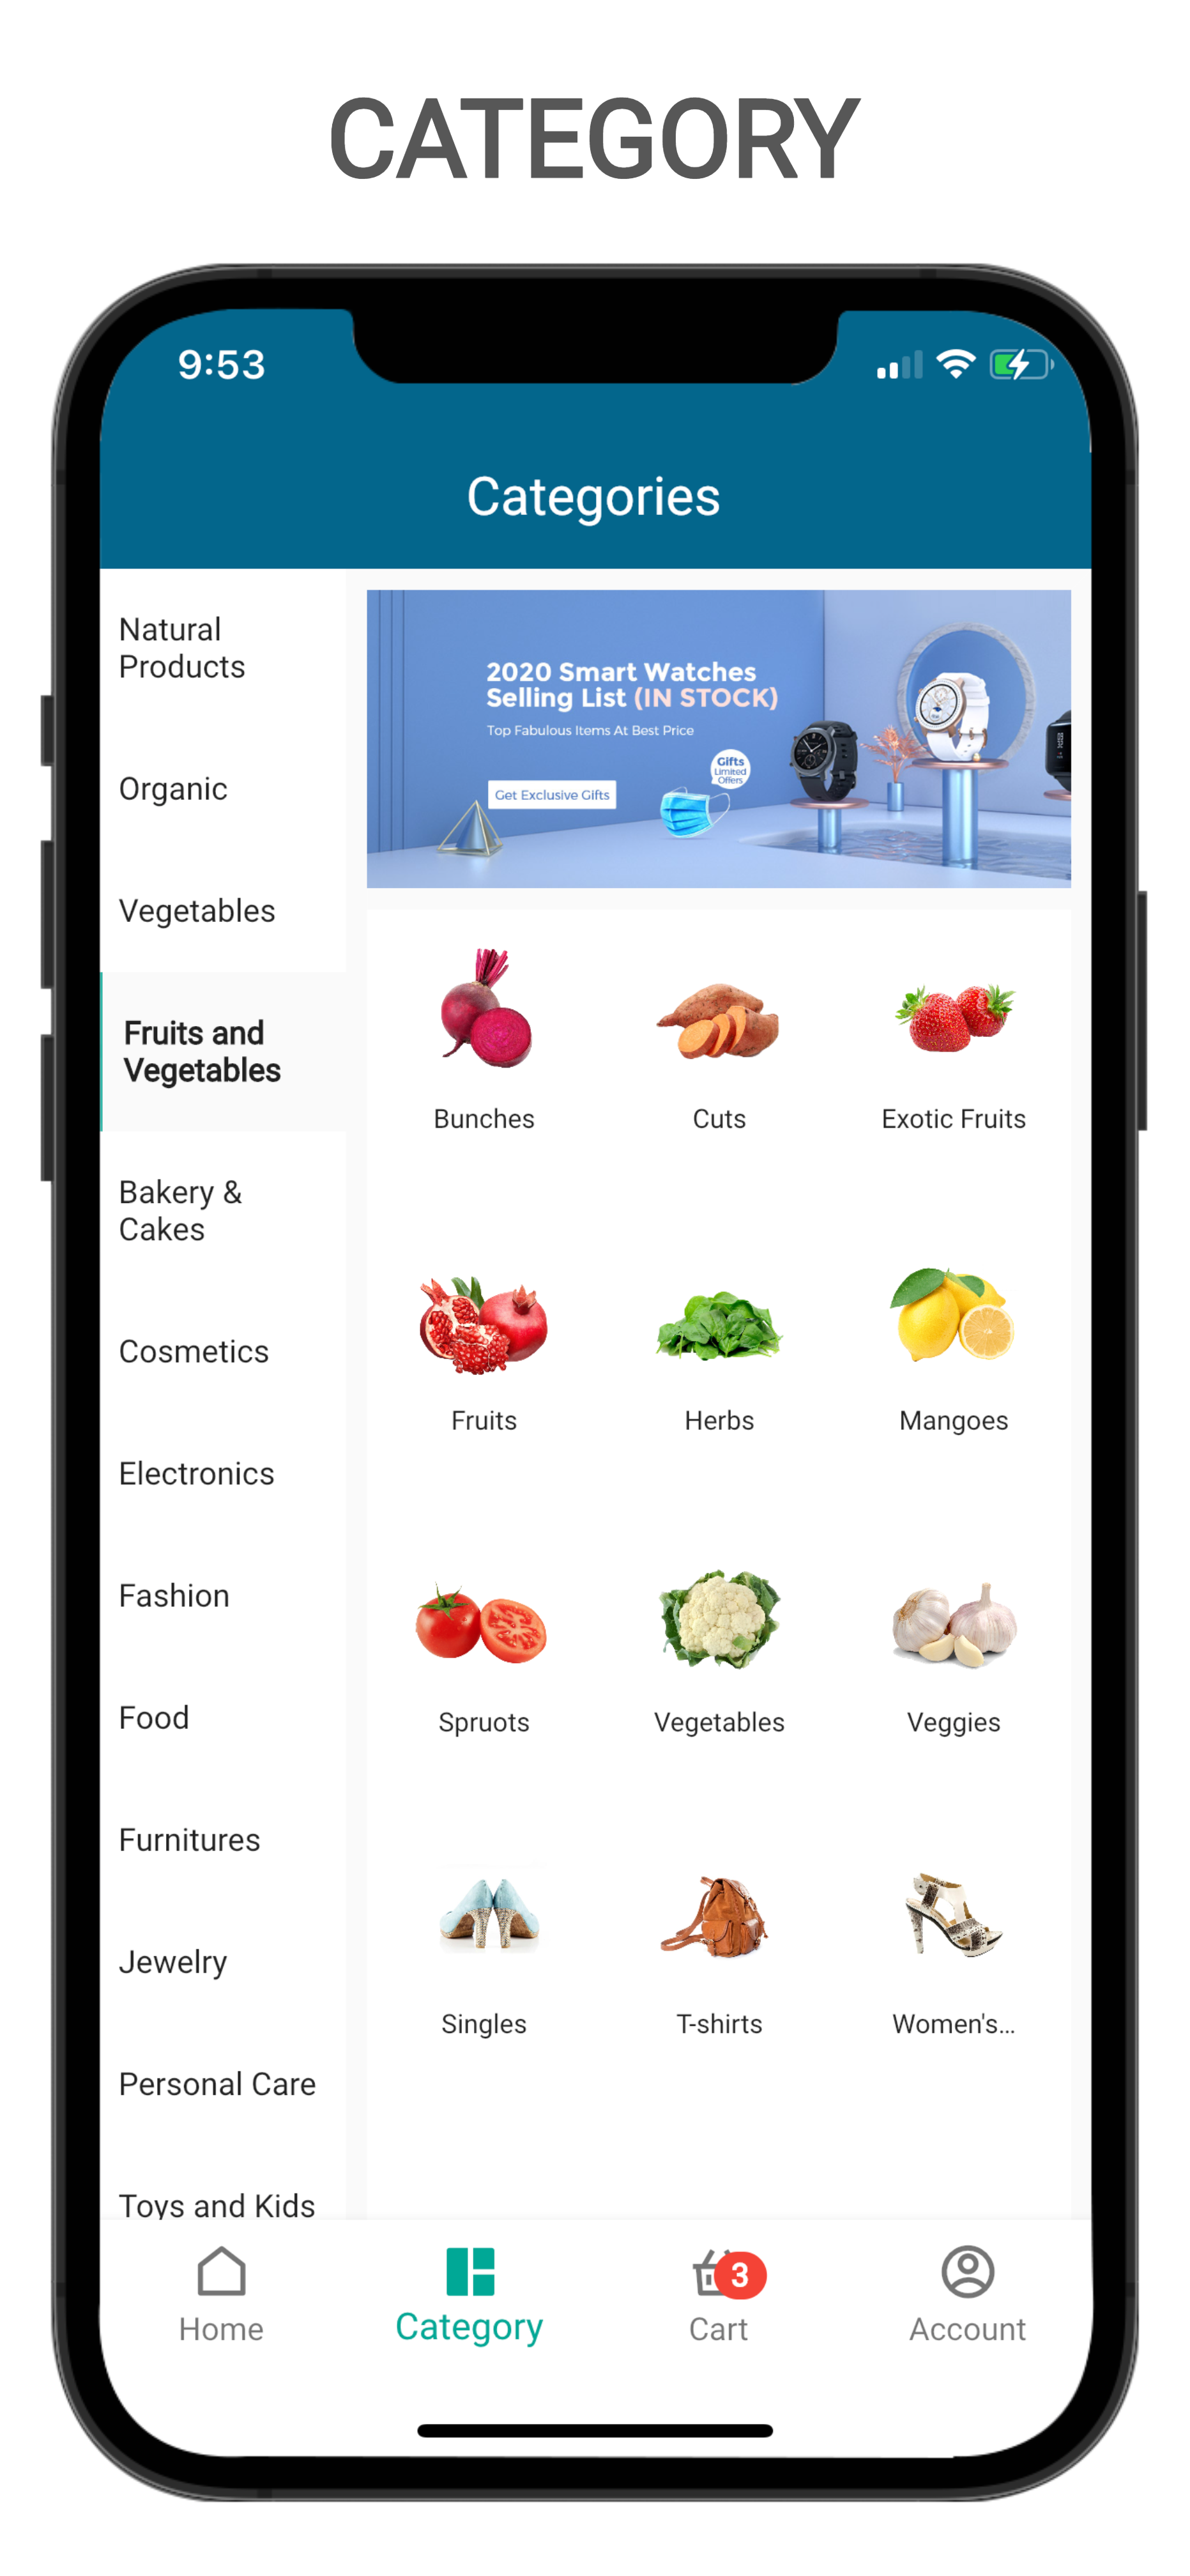 CATEGORY
9:53
Categories
Natural
Products
Organic
Vegetables
Fruits and
Vegetables
Bakery &
Cakes
Cosmetics
Electronics
Fashion
Food
Furnitures
Jewelry
Personal Care
Toys and Kids
2020 Smart Watches
Selling List (IN STOCK)
Top Fabulous Items At Best Price
Gifts
Limited
Offers
Get Exclusive Gifts
Bunches
Cuts
Exotic Fruits
Fruits
Herbs
Mangoes
Spruots
Vegetables
Veggies
Singles
T-shirts
Women's...
Home
Category
3
Cart
Account